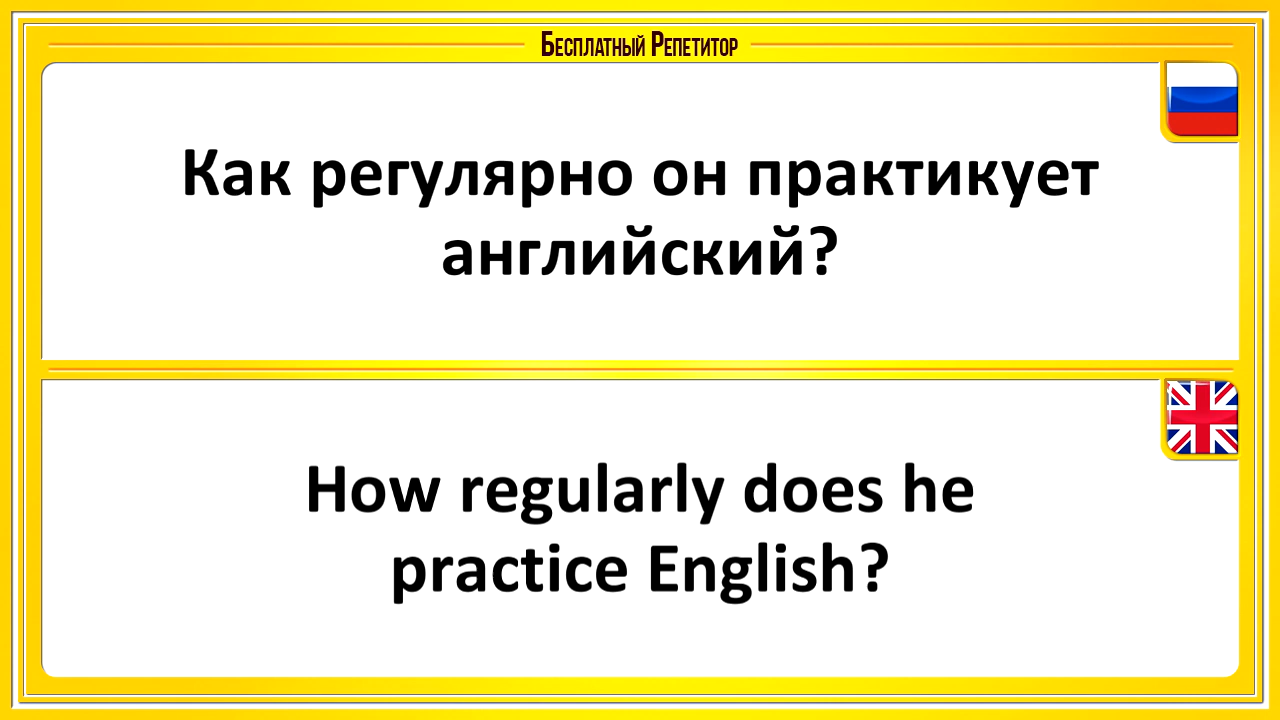 Бесплатный Репетитор
Как регулярно он практикует
английский?
How regularly does he
practice English?